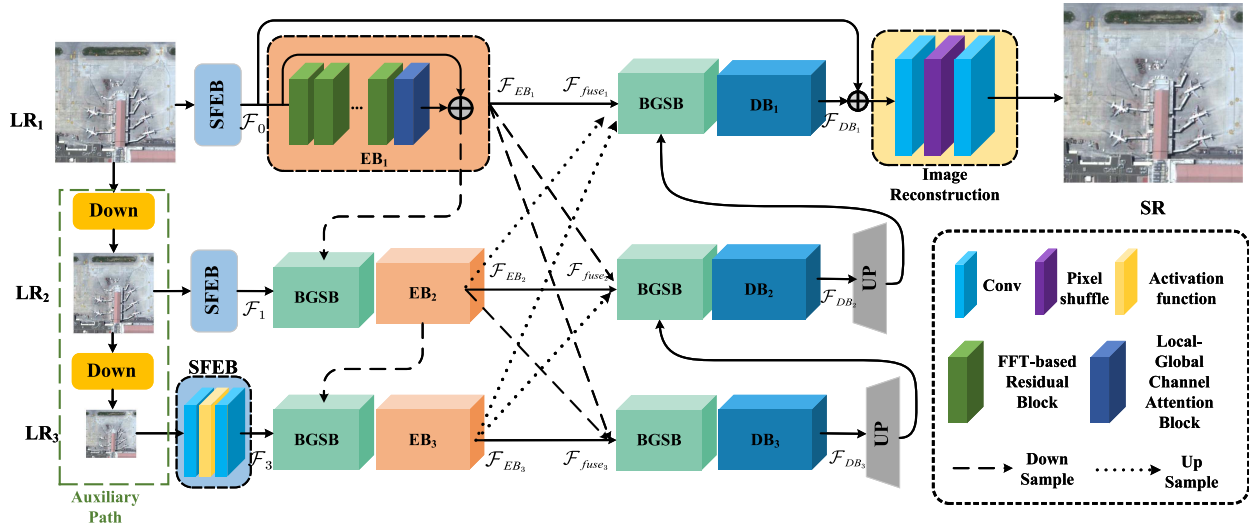 LR1
SFEB
F0
EB1
...
FEB1
Ffuse1
BGSB
DB1
FDB1
Image
Reconstruction
SR
Down
LR2
SFEB
F1
BGSB
EB2
FEB2
Ffuse2
BGSB
DB2
FDB2
UP
Down
LR3
SFEB
F3
BGSB
EB3
FEB3
Ffuse3
BGSB
DB3
FDB3
UP
Auxiliary
Path
Conv
Pixel
shuffle
Activation
function
FFT-based
Residual
Block
Local-
Global
Channel
Attention
Block
Down
Sample
Up
Sample